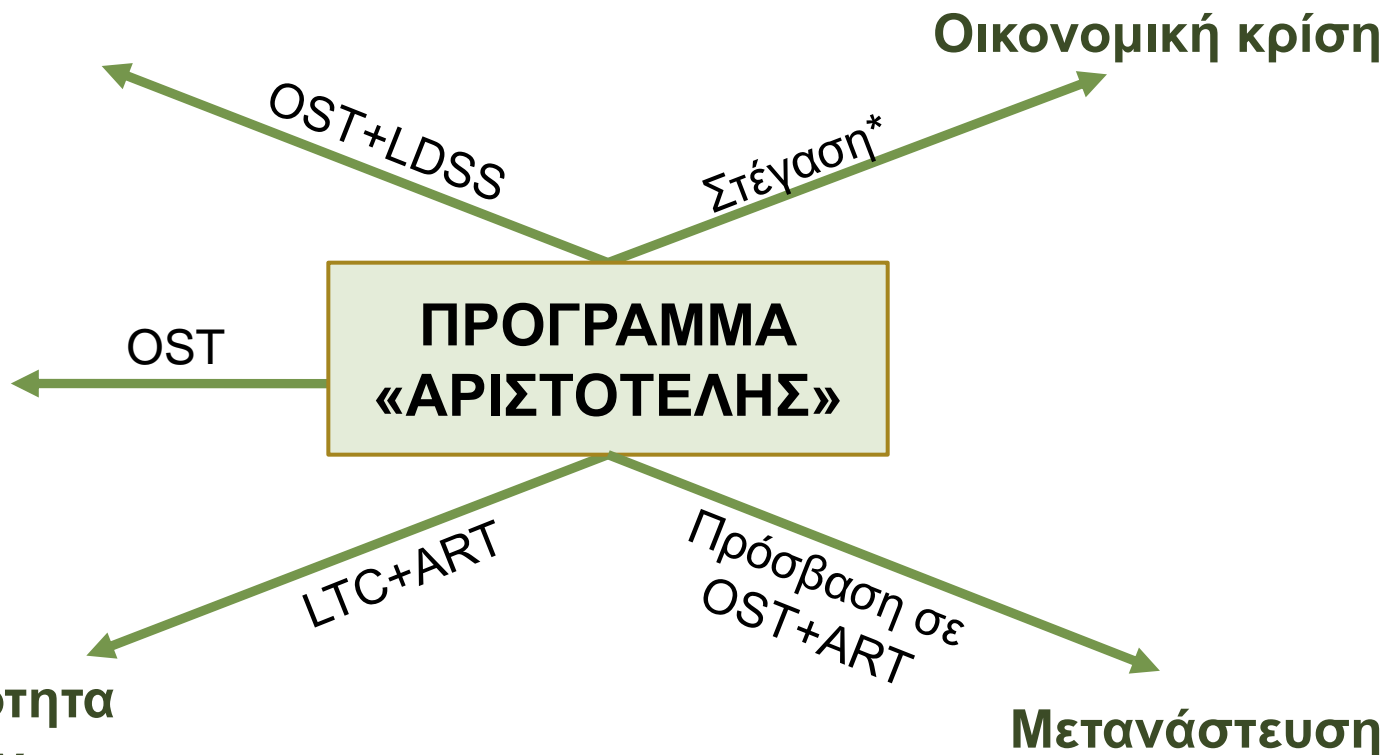 Οικονομική κρίση
OST+LDSS
Στέγαση*
ΠΡΟΓΡΑΜΜΑ
«ΑΡΙΣΤΟΤΕΛΗΣ»
OST
LTC+ART
Πρόσβαση σε
OST+ART
Μετανάστευση